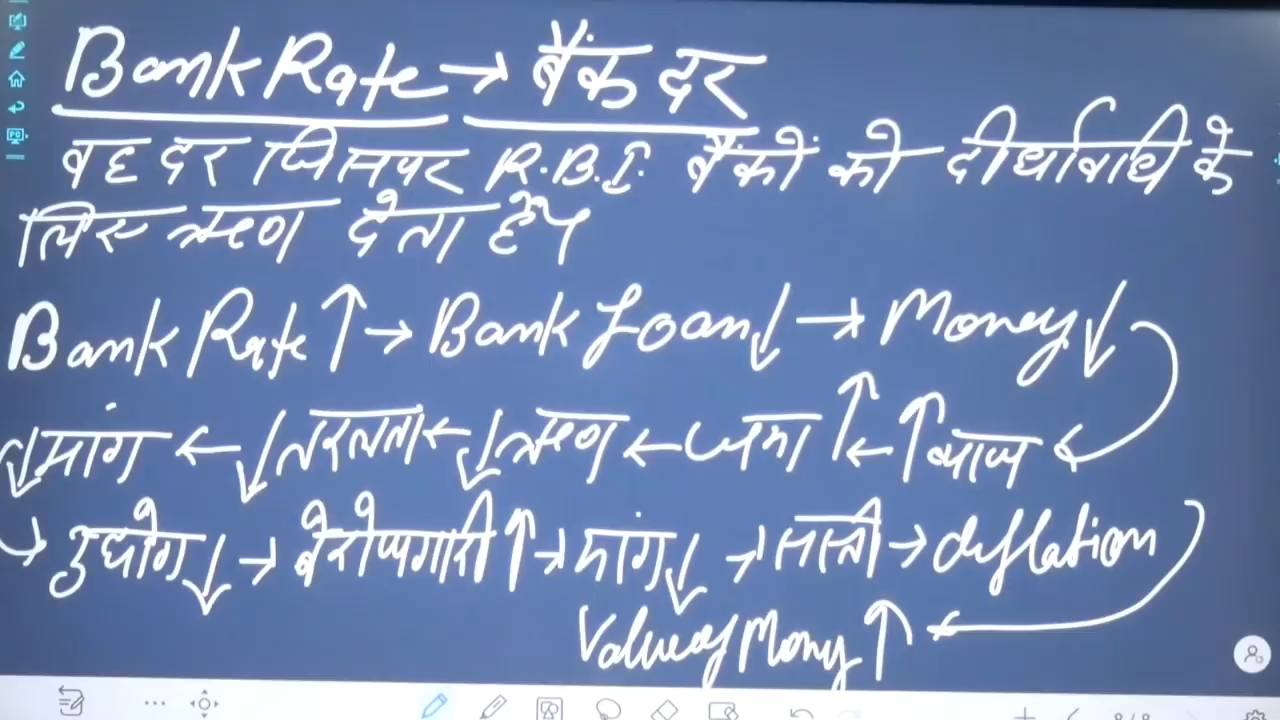 Bank Rate → बैंक दर
वह दर जिसपर R.B.I. बैंकों को दीर्घावधि के
लिए ऋण देता है।
Bank Rate ↑ → Bank Loan ↓ → Money ↓
↓ मांग ← ↓ तरलता ← ↓ ऋण ← जमा ↑ ← ↑ ब्याज
→ उद्योग ↓ → बेरोजगारी ↑ → मांग ↓ → सस्ती → deflation
Value of Money ↑ ←